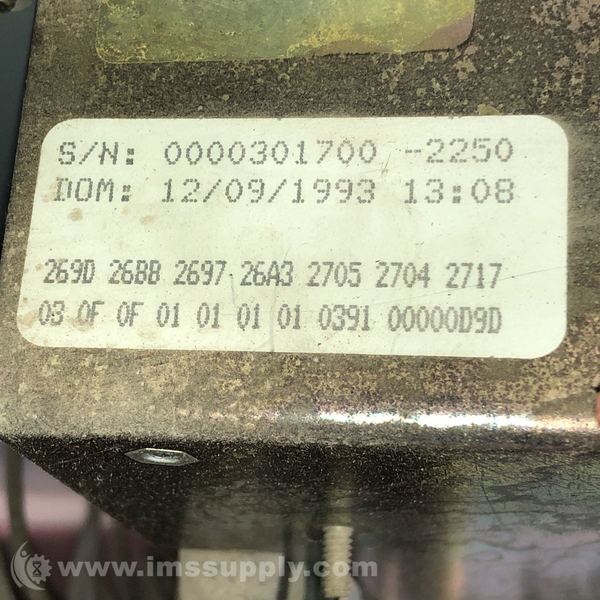 S/N: 0000301700 -2250
DOM: 12/09/1993 13:08
269D 26BB 2697 26A3 2705 2704 2717
03 0F 0F 01 01 01 01 0391 00000D9D
www.imssupply.com